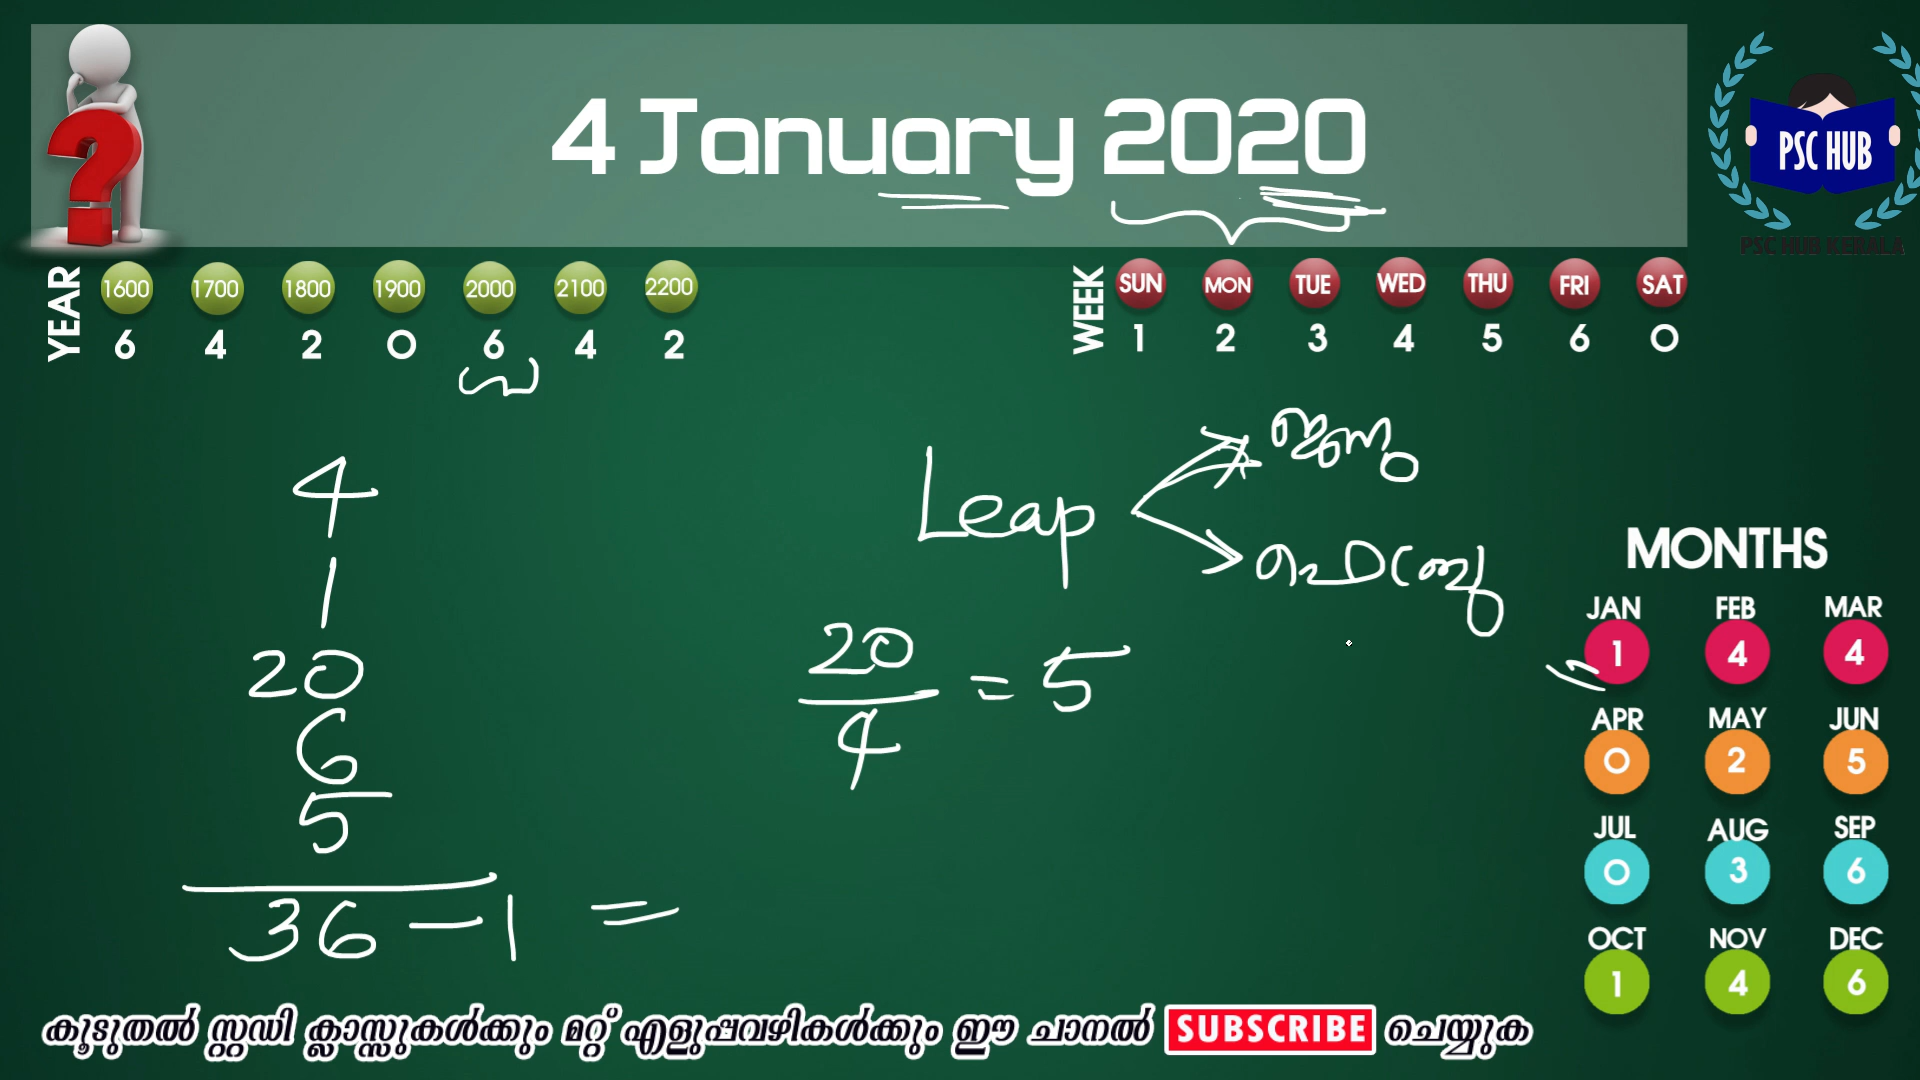 4 January 2020
PSC HUB
PSC HUB KERALA
YEAR
1600 1700 1800 1900 2000 2100 2200
6 4 2 0 6 4 2
WEEK
SUN MON TUE WED THU FRI SAT
1 2 3 4 5 6 0
4
1
20
6
5
36 - 1 =
Leap
20
4
= 5
MONTHS
JAN FEB MAR
1 4 4
APR MAY JUN
0 2 5
JUL AUG SEP
0 3 6
OCT NOV DEC
1 4 6
കൂടുതൽ സ്റ്റഡി ക്ലാസ്സുകൾക്കും മറ്റ് എളുപ്പവഴികൾക്കും ഈ ചാനൽ SUBSCRIBE ചെയ്യുക